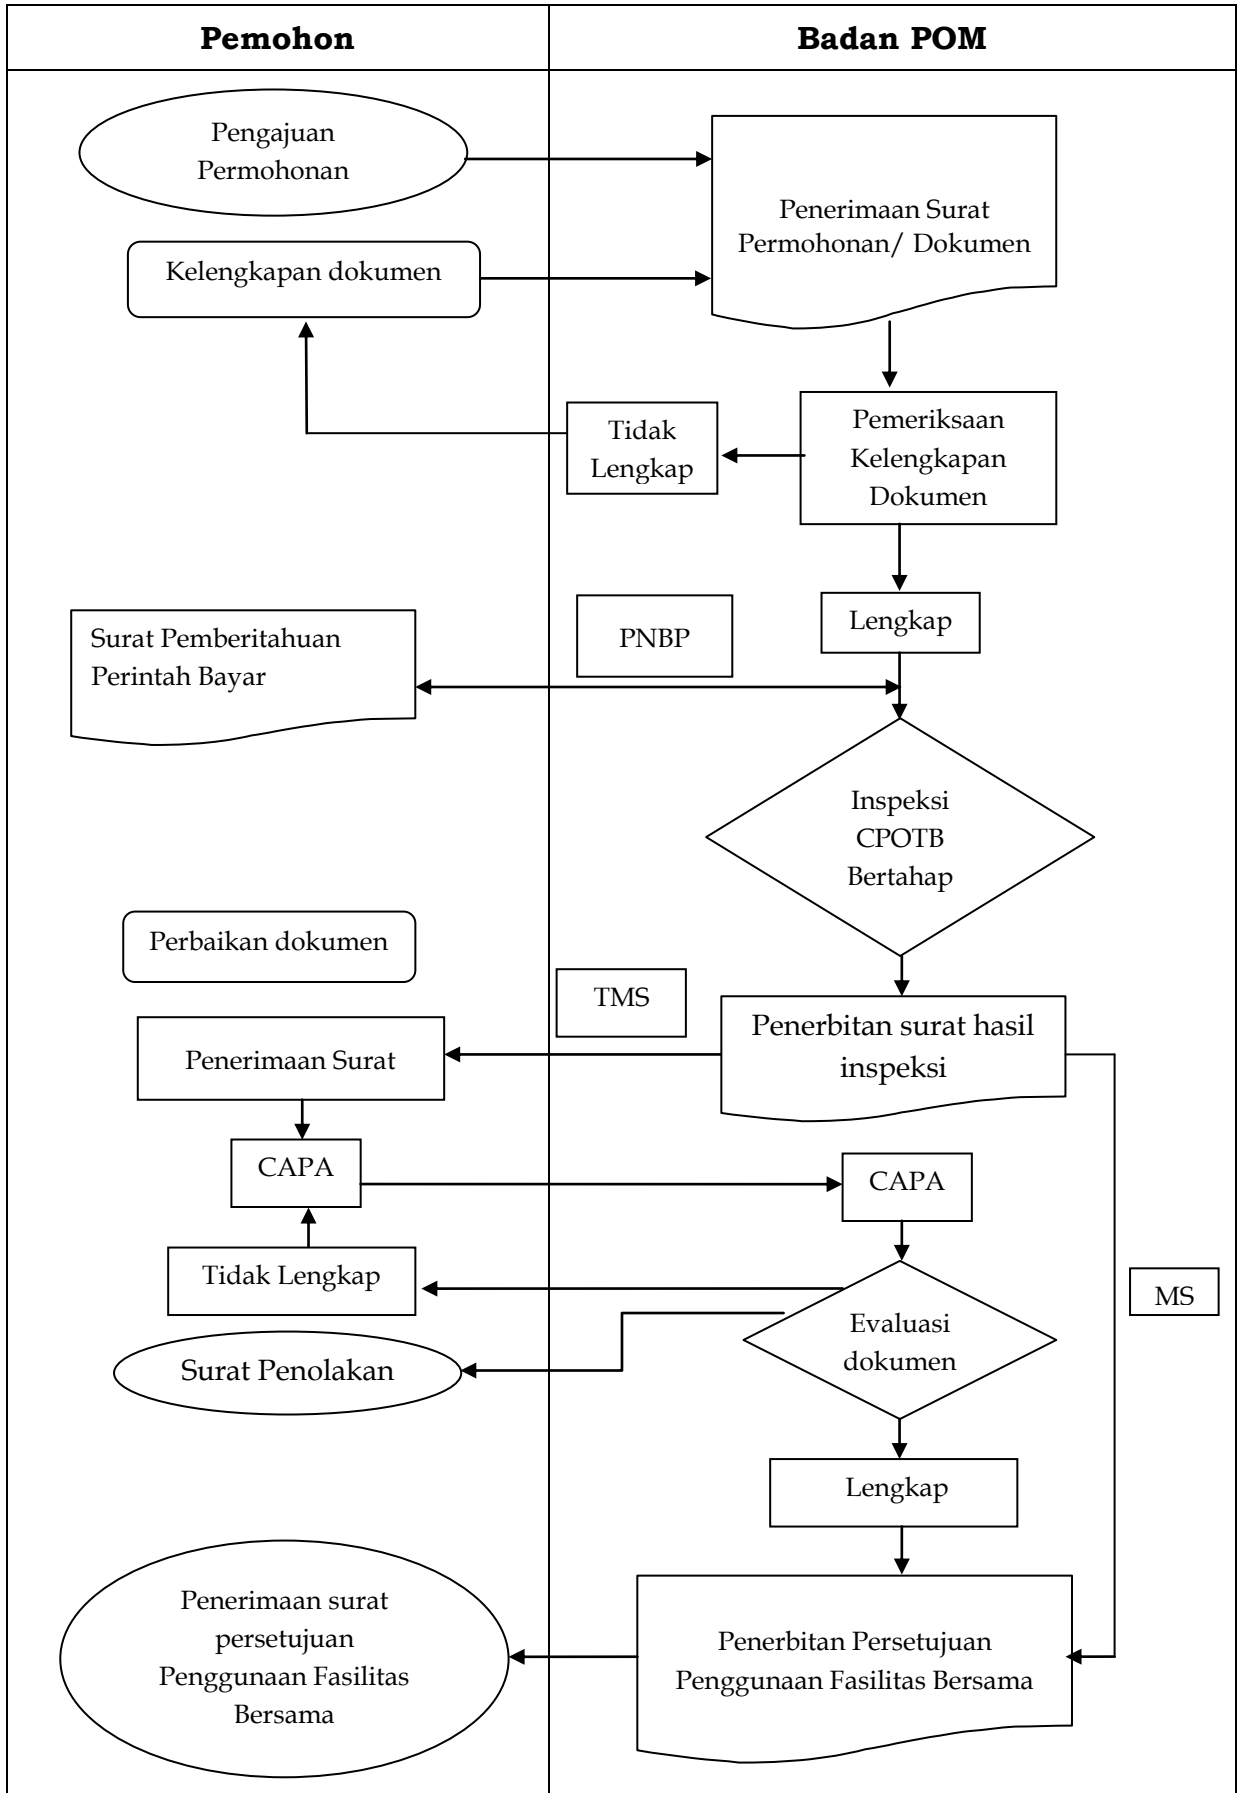 Pemohon
Badan POM
Pengajuan
Permohonan
Penerimaan Surat
Permohonan/ Dokumen
Kelengkapan dokumen
Tidak
Lengkap
Pemeriksaan
Kelengkapan
Dokumen
Lengkap
PNBP
Surat Pemberitahuan
Perintah Bayar
Inspeksi
CPOTB
Bertahap
Perbaikan dokumen
TMS
Penerbitan surat hasil
inspeksi
Penerimaan Surat
CAPA
CAPA
Tidak Lengkap
MS
Evaluasi
dokumen
Surat Penolakan
Lengkap
Penerimaan surat
persetujuan
Penggunaan Fasilitas
Bersama
Penerbitan Persetujuan
Penggunaan Fasilitas Bersama